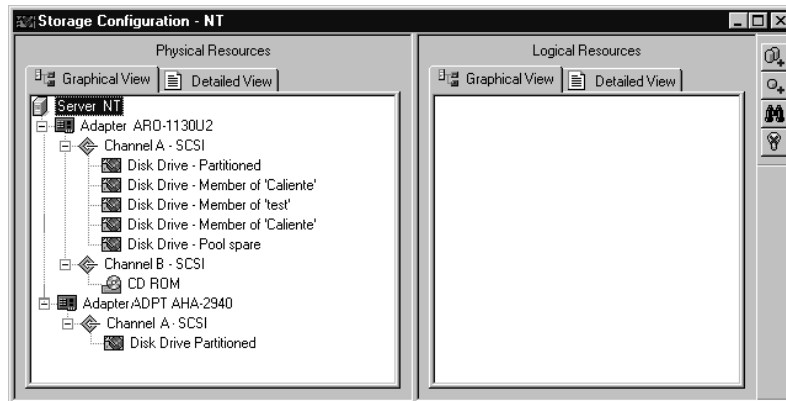 Storage Configuration - NT
Physical Resources
Graphical View
Detailed View
Server NT
Adapter ARO-1130U2
Channel A - SCSI
Disk Drive - Partitioned
Disk Drive - Member of 'Caliente'
Disk Drive - Member of 'test'
Disk Drive - Member of 'Caliente'
Disk Drive - Pool spare
Channel B - SCSI
CD ROM
Adapter ADPT AHA-2940
Channel A - SCSI
Disk Drive Partitioned
Logical Resources
Graphical View
Detailed View